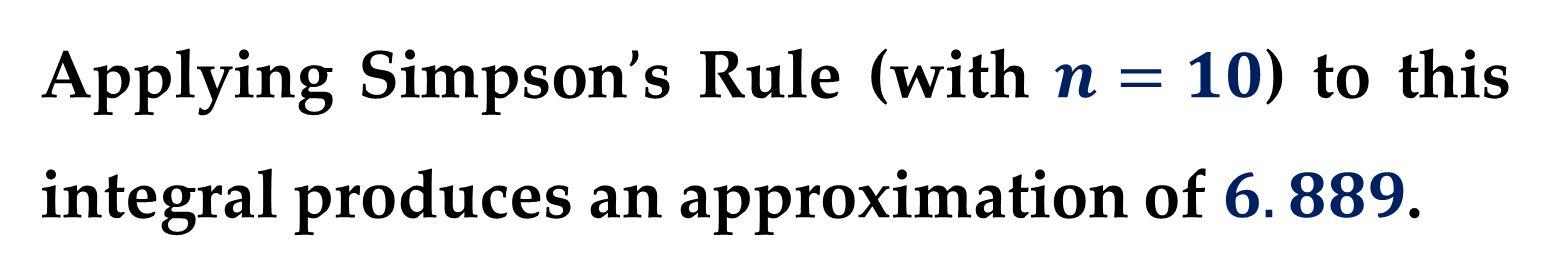 Applying Simpson’s Rule (with n = 10) to this
integral produces an approximation of 6.889.